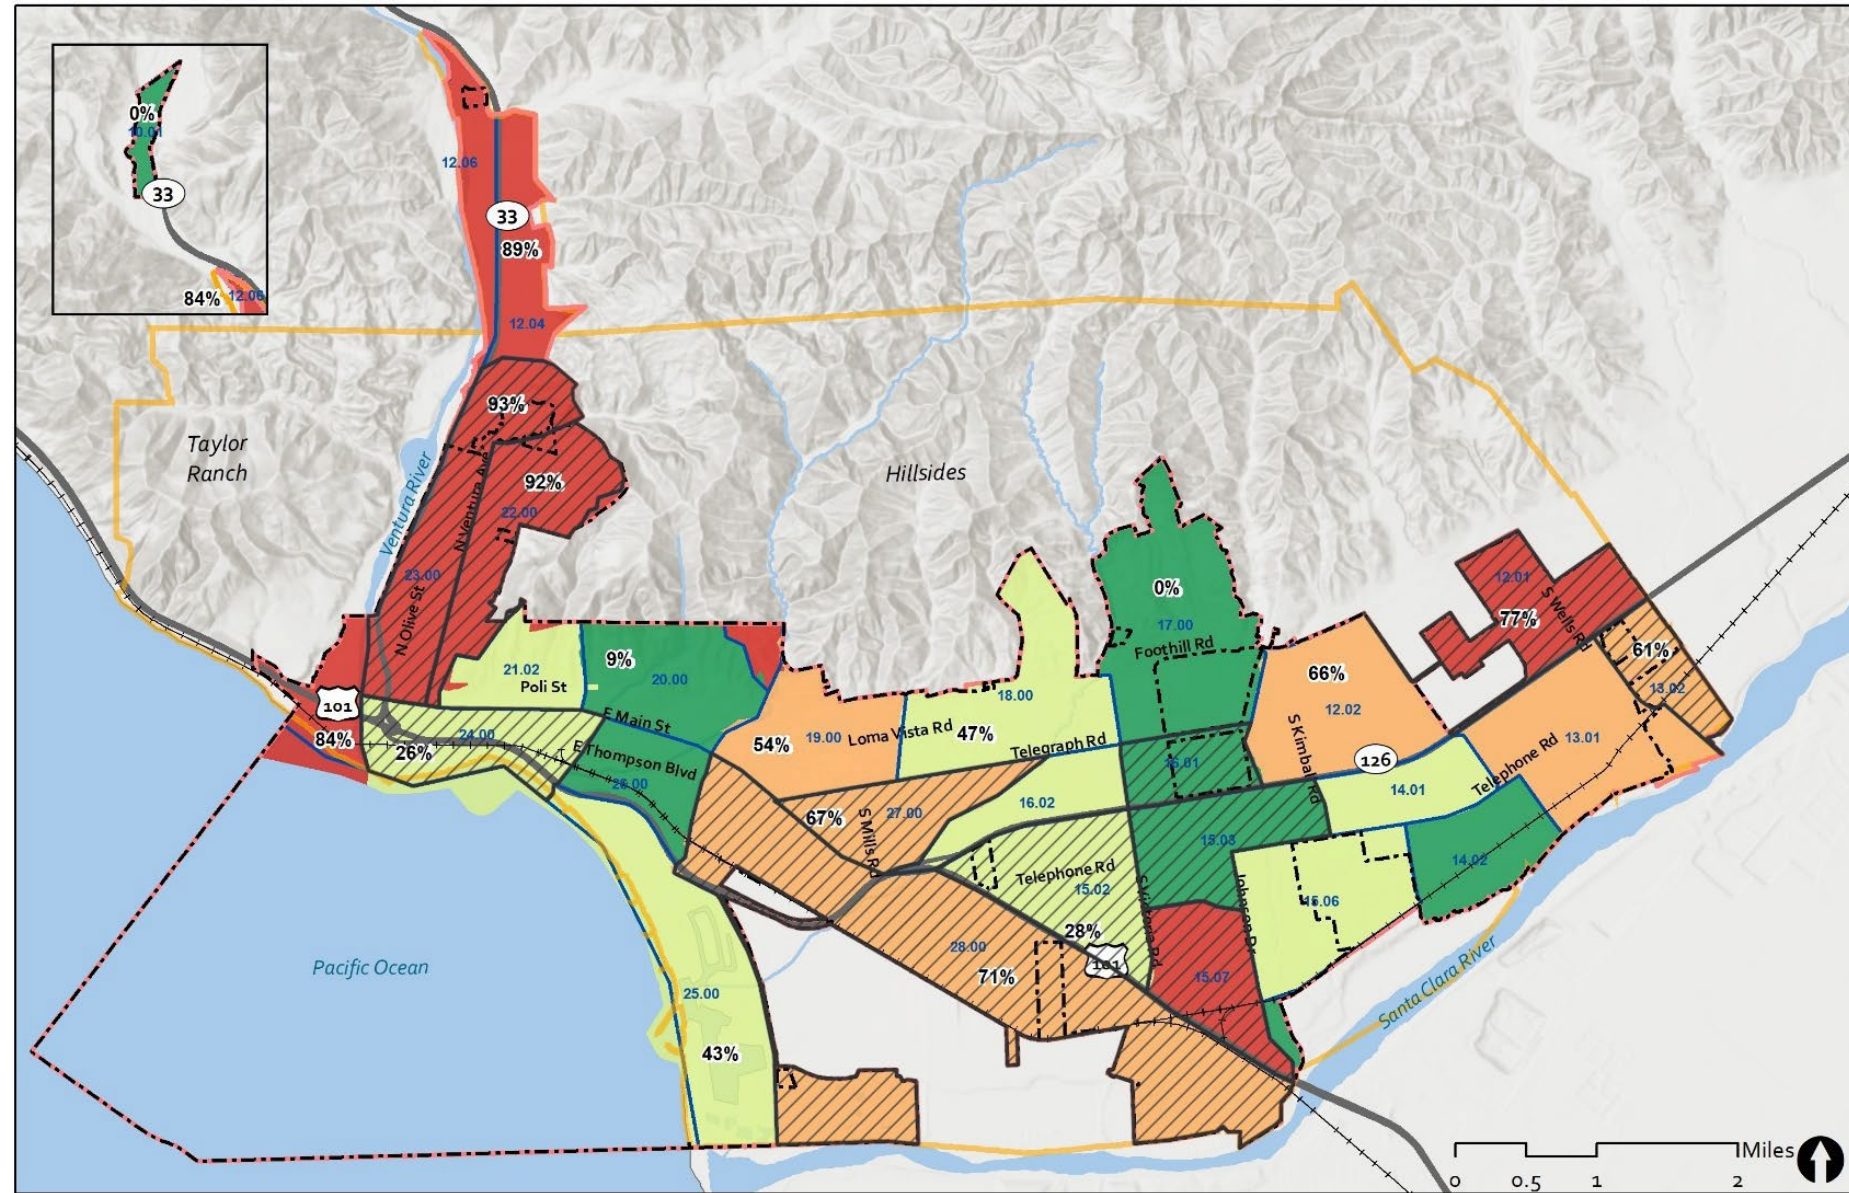 0%
10.01
33
84%
12.06
12.06
33
89%
12.04
93%
Taylor
Ranch
Ventura River
N Ventura Ave
92%
22.00
Hillsides
23.00
N Olive St
0%
17.00
Foothill Rd
12.01
S Wells Rd
77%
61%
13.02
21.02
Poli St
9%
20.00
18.00
66%
12.02
101
84%
26%
24.00
E Main St
E Thompson Blvd
26.00
54%
19.00
Loma Vista Rd
47%
Telegraph Rd
16.01
S Kimball Rd
126
13.01
Telephone Rd
14.01
67%
S Mills Rd
27.00
16.02
15.03
14.02
Telephone Rd
15.02
S Victoria Rd
Johnson Dr
15.06
28%
101
28.00
71%
15.07
Pacific Ocean
25.00
43%
Santa Clara River
Miles
0
0.5
1
2